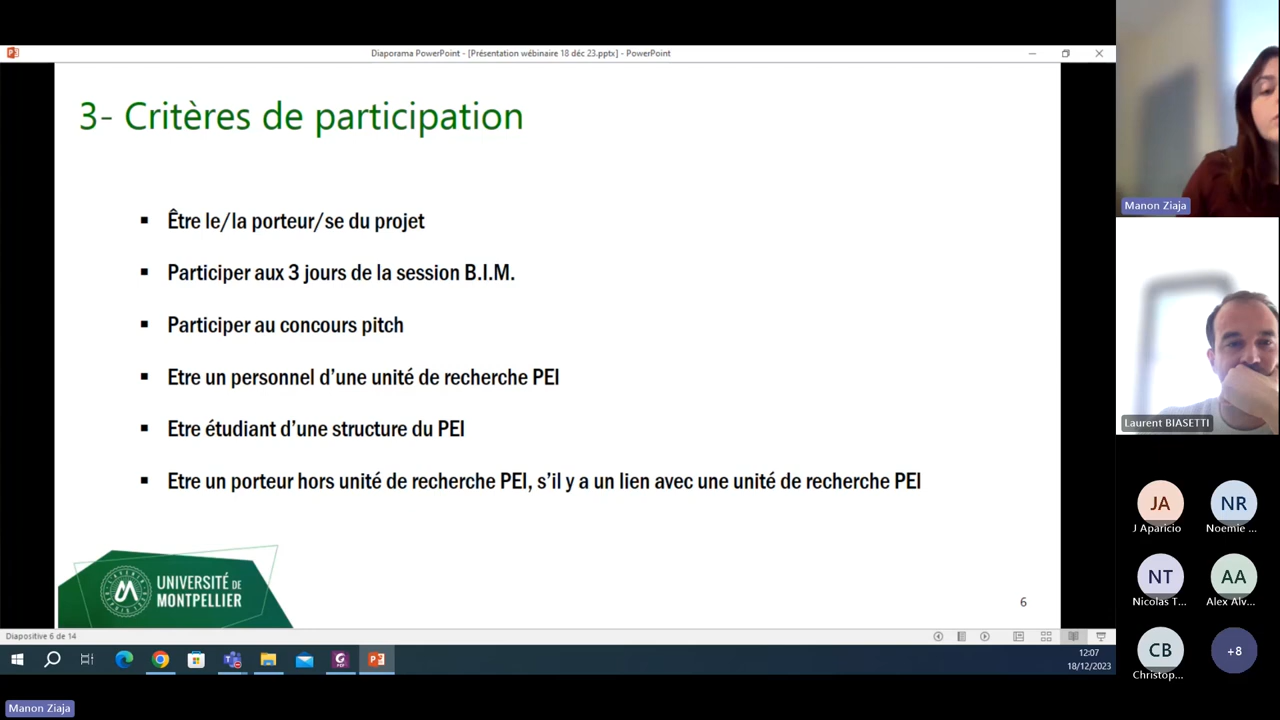 Diaporama PowerPoint - [Présentation wébinaire 18 déc 23.pptx] - PowerPoint
3- Critères de participation
▪ Être le/la porteur/se du projet
▪ Participer aux 3 jours de la session B.I.M.
▪ Participer au concours pitch
▪ Etre un personnel d’une unité de recherche PEI
▪ Etre étudiant d’une structure du PEI
▪ Etre un porteur hors unité de recherche PEI, s’il y a un lien avec une unité de recherche PEI
UNIVERSITÉ DE
MONTPELLIER
6
Diapositive 6 de 14
12:07
18/12/2023
Manon Ziaja
Manon Ziaja
Laurent BIASETTI
JA
J Aparicio
NR
Noemie ...
NT
Nicolas T...
AA
Alex Alv...
CB
Christop...
+8